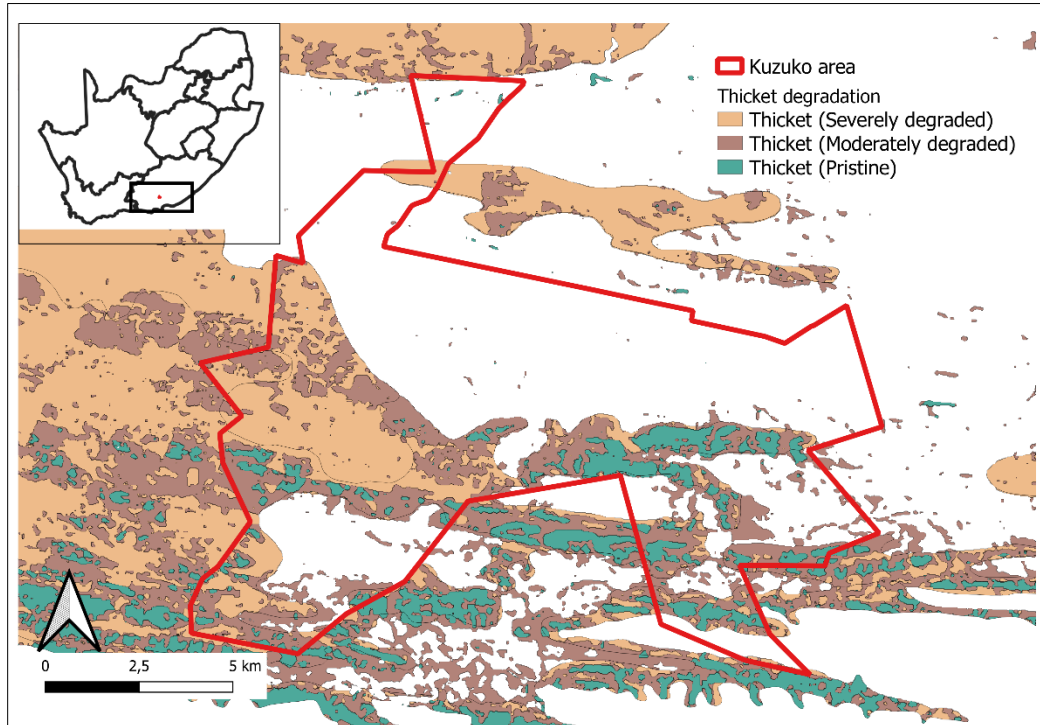 Kuzuko area
Thicket degradation
Thicket (Severely degraded)
Thicket (Moderately degraded)
Thicket (Pristine)
0 2,5 5 km